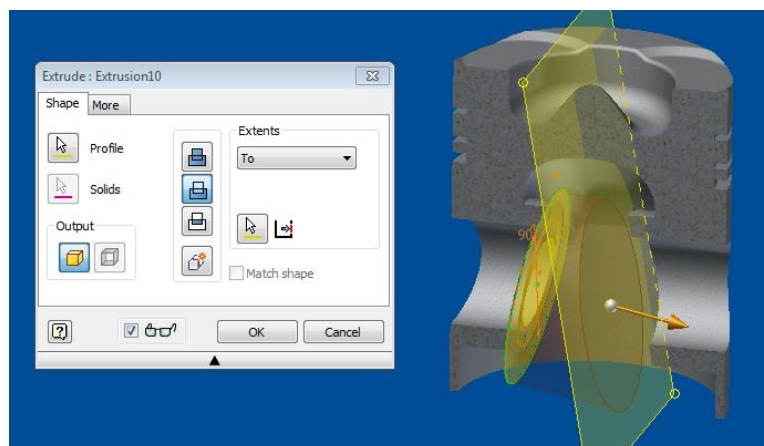 Extrude : Extrusion10
Shape
More
Profile
Solids
Output
Extents
To
Match shape
OK
Cancel
90